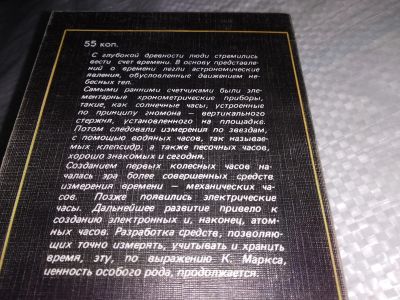 55 коп.
С глубокой древности люди стремились
вести счет времени. В основу представлений
о времени легли астрономические
явления, обусловленные движением не-
бесных тел.
Самыми ранними счетчиками были эле-
ментарные хронометрические приборы,
такие, как солнечные часы, устроенные
по принципу гномона — вертикального
стержня, установленного на площадке.
Потом следовали измерения по звездам,
с помощью водяных часов, так называе-
мых клепсидр, а также песочных часов,
хорошо знакомых и сегодня.
Созданием первых колесных часов на-
чалась эра более совершенных средств
измерения времени — механических ча-
сов. Позже появились электрические
часы. Дальнейшее развитие привело к
созданию электронных и, наконец, атом-
ных часов. Разработка средств, позволяю-
щих точно измерять, учитывать и хранить
время, эту, по выражению К. Маркса,
ценность особого рода, продолжается.